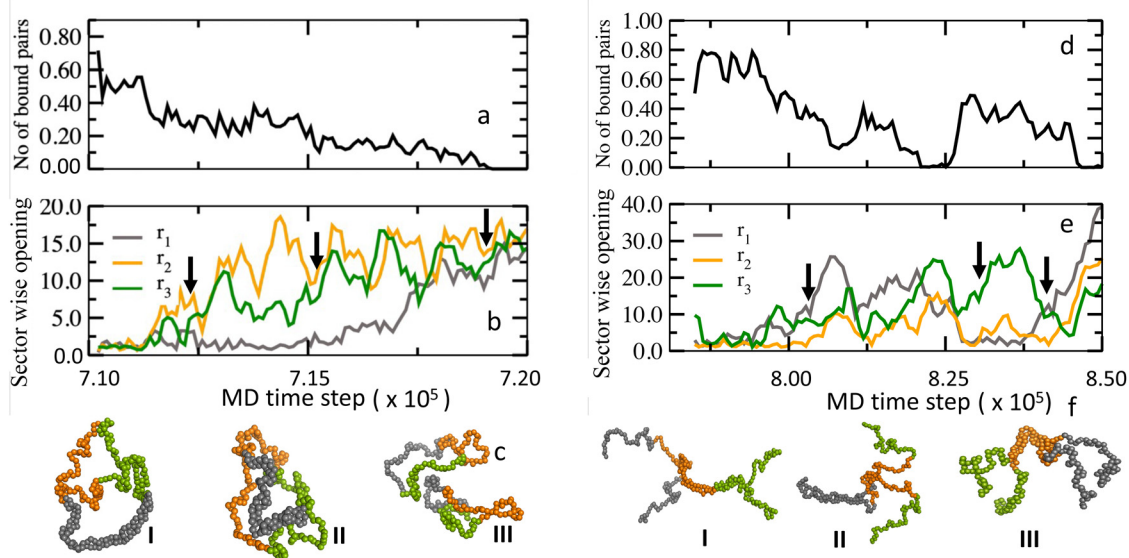 No of bound pairs
0.80
0.60
0.40
0.20
0.00
a
Sector wise opening
20.0
15.0
10.0
5.0
0.0
r1
r2
r3
b
7.10
7.15
7.20
MD time step ( x 10⁵ )
c
I
II
III
No of bound pairs
1.00
0.80
0.60
0.40
0.20
0.00
d
Sector wise opening
40.0
30.0
20.0
10.0
0.0
r1
r2
r3
e
8.00
8.25
8.50
MD time step ( x 10⁵)
f
I
II
III